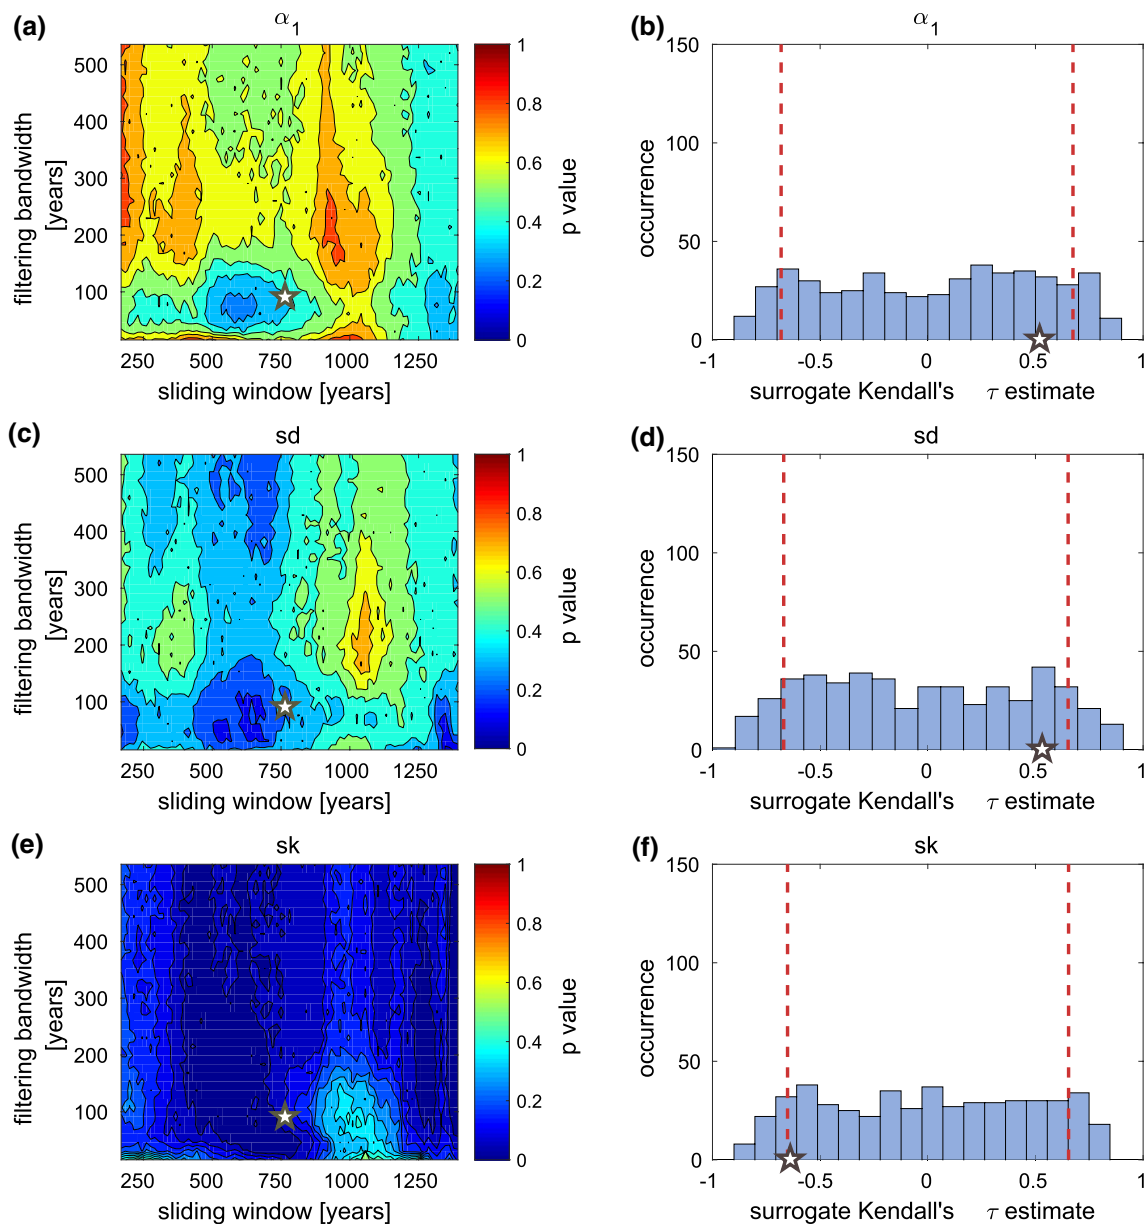 (a)
α1
500
400
300
200
100
250
500
750
1000
1250
filtering bandwidth
[years]
sliding window [years]
1
0.8
0.6
0.4
0.2
0
p value
(b)
α1
150
100
50
0
-1
-0.5
0
0.5
1
occurrence
surrogate Kendall's τ estimate
(c)
sd
500
400
300
200
100
250
500
750
1000
1250
filtering bandwidth
[years]
sliding window [years]
1
0.8
0.6
0.4
0.2
0
p value
(d)
sd
150
100
50
0
-1
-0.5
0
0.5
1
occurrence
surrogate Kendall's τ estimate
(e)
sk
500
400
300
200
100
250
500
750
1000
1250
filtering bandwidth
[years]
sliding window [years]
1
0.8
0.6
0.4
0.2
0
p value
(f)
sk
150
100
50
0
-1
-0.5
0
0.5
1
occurrence
surrogate Kendall's τ estimate